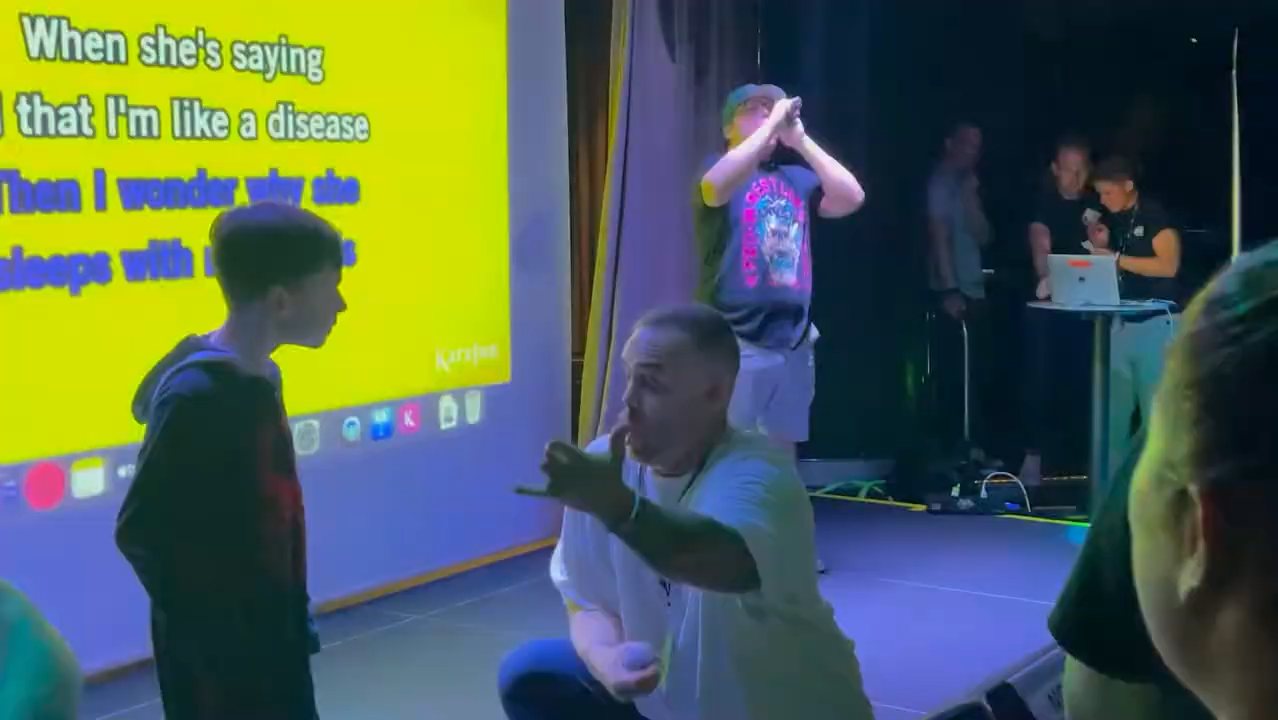 When she's saying
that I'm like a disease
Then I wonder why she
sleeps with
Karafun
K